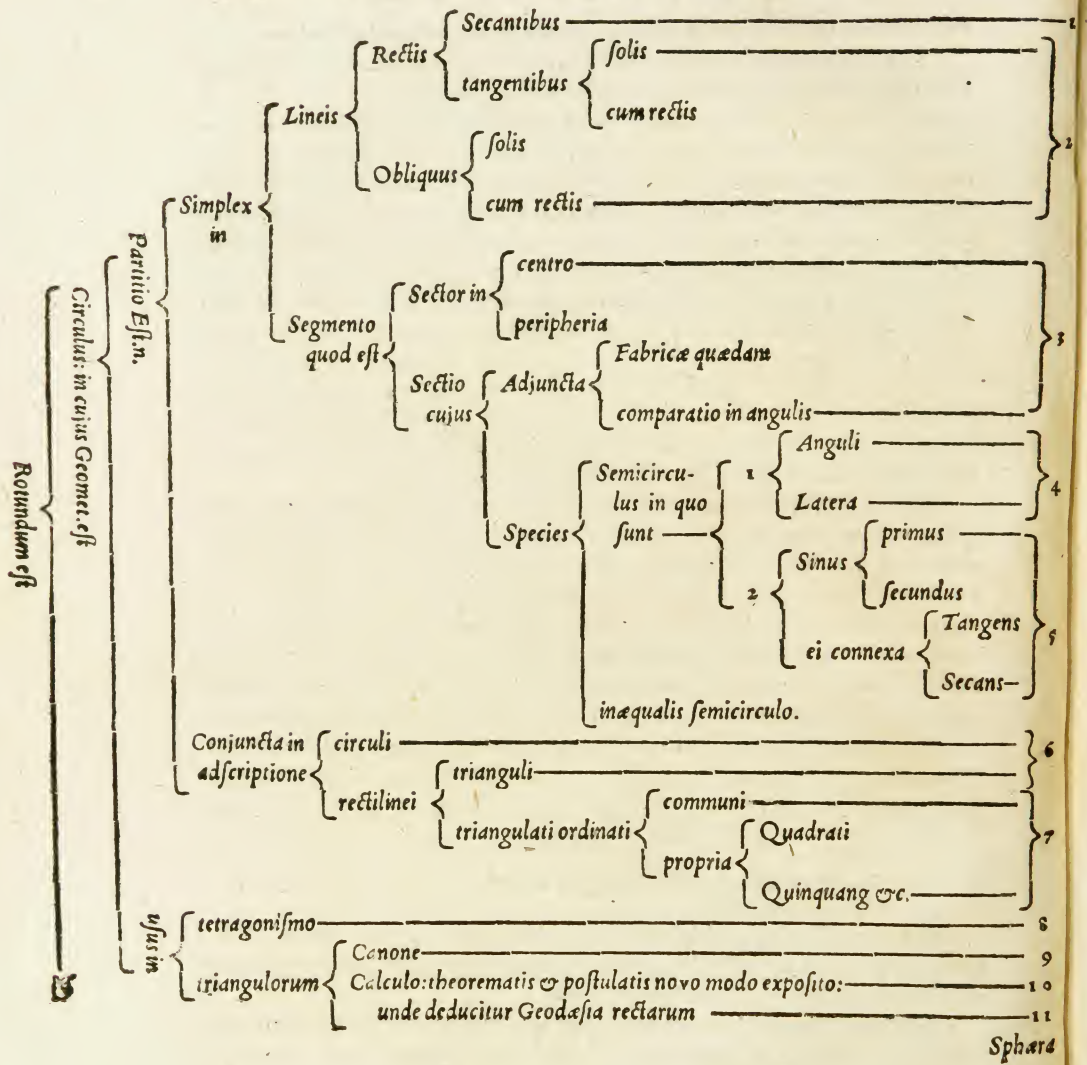 Secantibus 1
Rectis
ſolis
tangentibus
cum rectis
Lineis
ſolis
Obliquus
2
cum rectis
Simplex
in
centro
Sector in
peripheria
Segmento
quod eſt
Fabricæ quædam
3
Sectio
cujus
Adjuncta
comparatio in angulis
Anguli
1
4
Semicircu-
lus in quo
ſunt
Latera
Species
primus
Sinus
ſecundus
2
Tangens
5
ei connexa
Secans
inæqualis ſemicirculo.
Partitio Eſt.n.
Circulus: in cujus Geomet. eſt
Rotundum eſt
Conjuncta in
adſcriptione
circuli
6
trianguli
rectilinei
communi
triangulati ordinati
Quadrati
7
propria
Quinquang &c.
uſus in
tetragoniſmo 8
Canone 9
triangulorum
Calculo: theorematis & poſtulatis novo modo expoſito: 10
unde deducitur Geodæſia rectarum 11
Sphæra